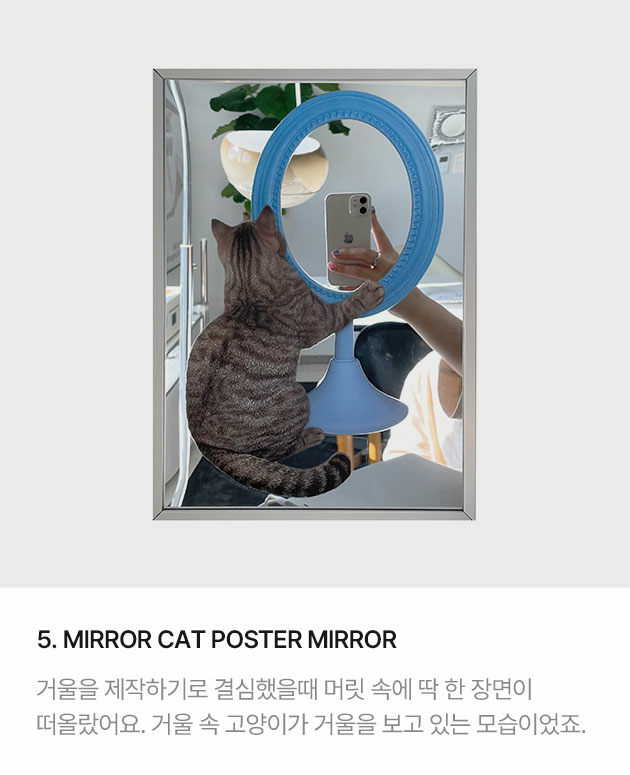 5. MIRROR CAT POSTER MIRROR
거울을 제작하기로 결심했을때 머릿 속에 딱 한 장면이
떠올랐어요. 거울 속 고양이가 거울을 보고 있는 모습이었죠.